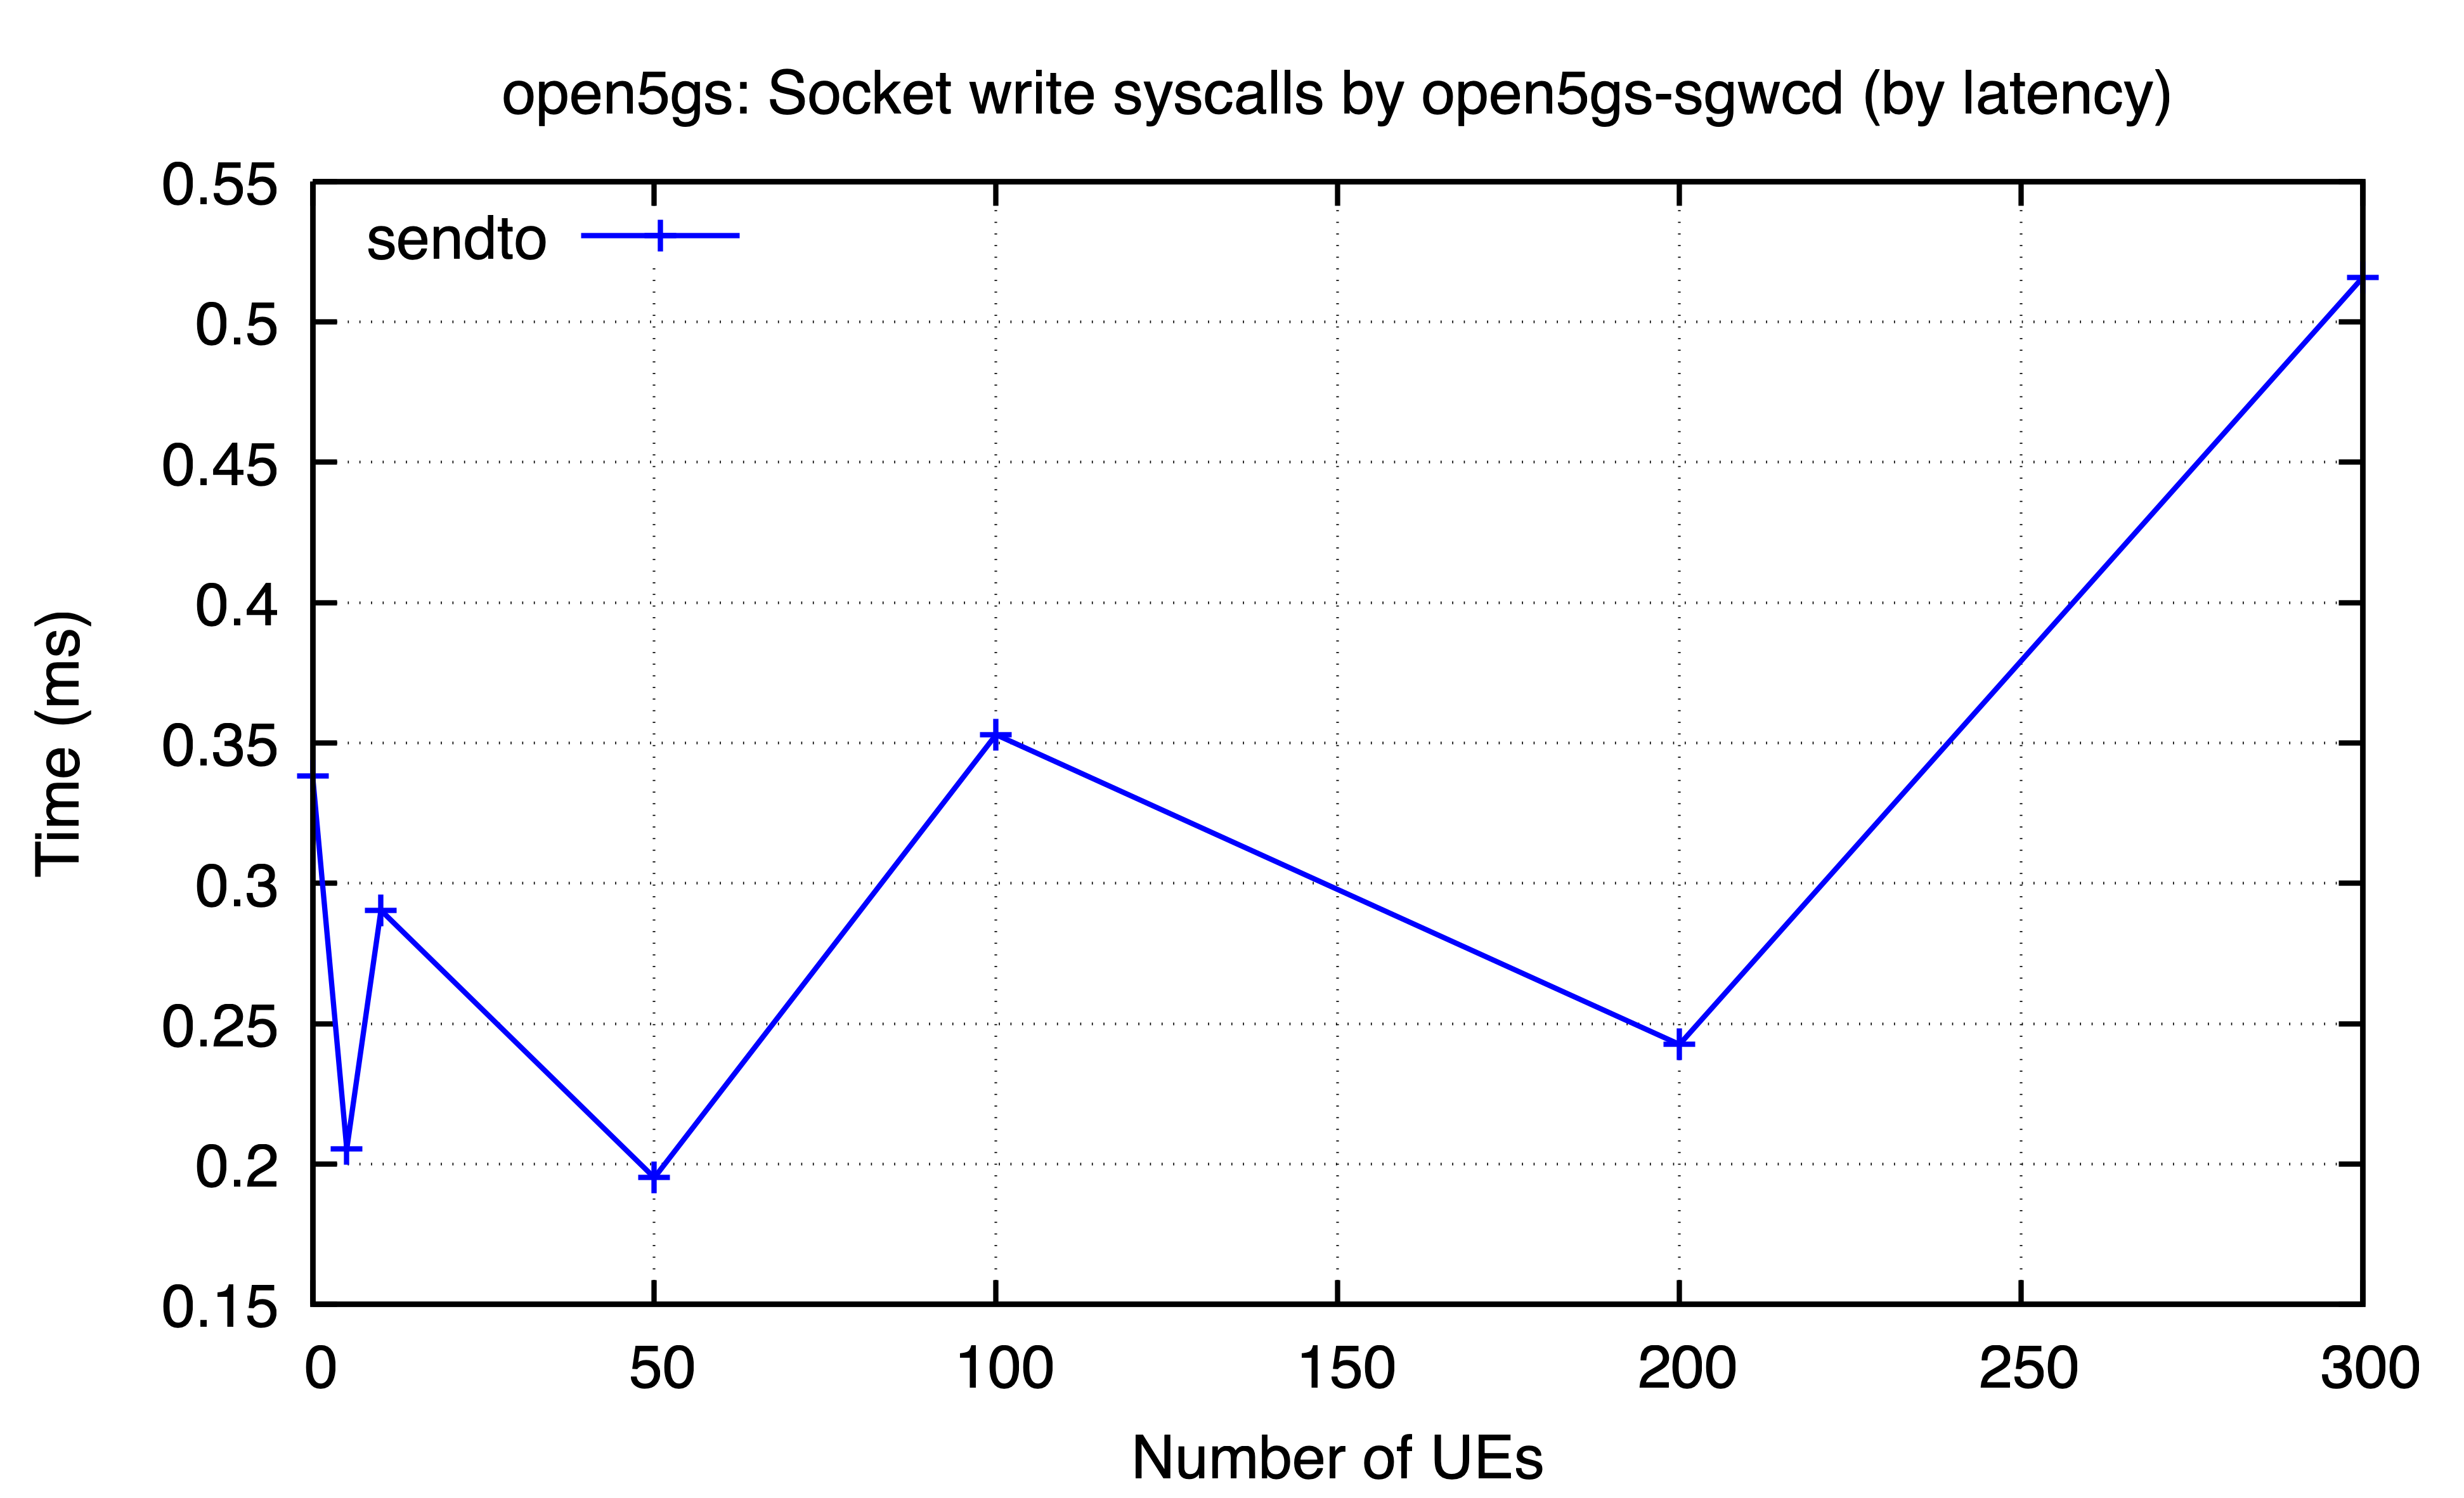 open5gs: Socket write syscalls by open5gs-sgwcd (by latency)
sendto
0.55
0.5
0.45
0.4
0.35
0.3
0.25
0.2
0.15
Time (ms)
0 50 100 150 200 250 300
Number of UEs